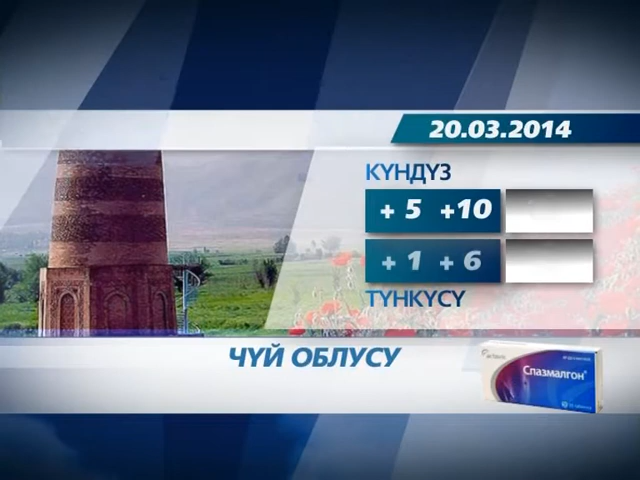 20.03.2014
КҮНДҮЗ
+ 5 +10
+ 1 + 6
ТҮНКҮСҮ
ЧҮЙ ОБЛУСУ
Спазмалгон®